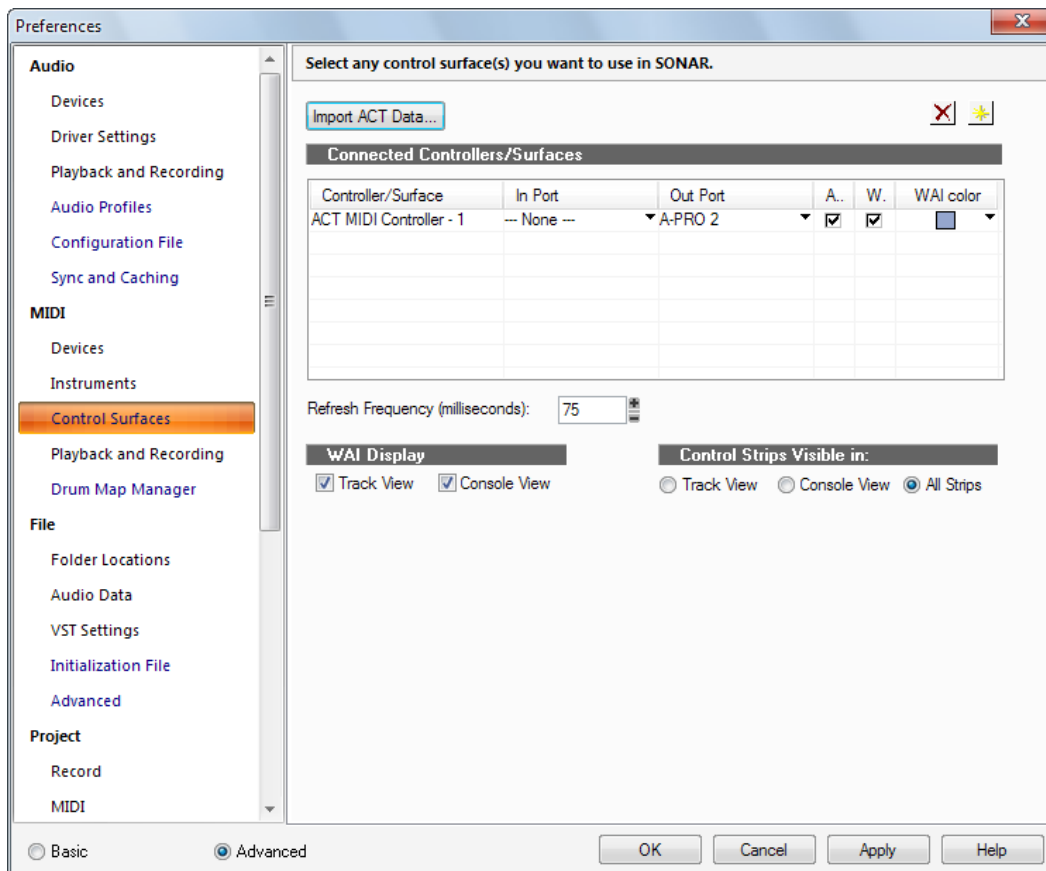 Preferences
Audio
Devices
Driver Settings
Playback and Recording
Audio Profiles
Configuration File
Sync and Caching
MIDI
Devices
Instruments
Control Surfaces
Playback and Recording
Drum Map Manager
File
Folder Locations
Audio Data
VST Settings
Initialization File
Advanced
Project
Record
MIDI
Basic
Advanced
Select any control surface(s) you want to use in SONAR.
Import ACT Data...
Connected Controllers/Surfaces
Controller/Surface In Port Out Port A.. W. WAI color
ACT MIDI Controller - 1 --- None --- A-PRO 2
Refresh Frequency (milliseconds): 75
WAI Display
Track View Console View
Control Strips Visible in:
Track View Console View All Strips
OK Cancel Apply Help